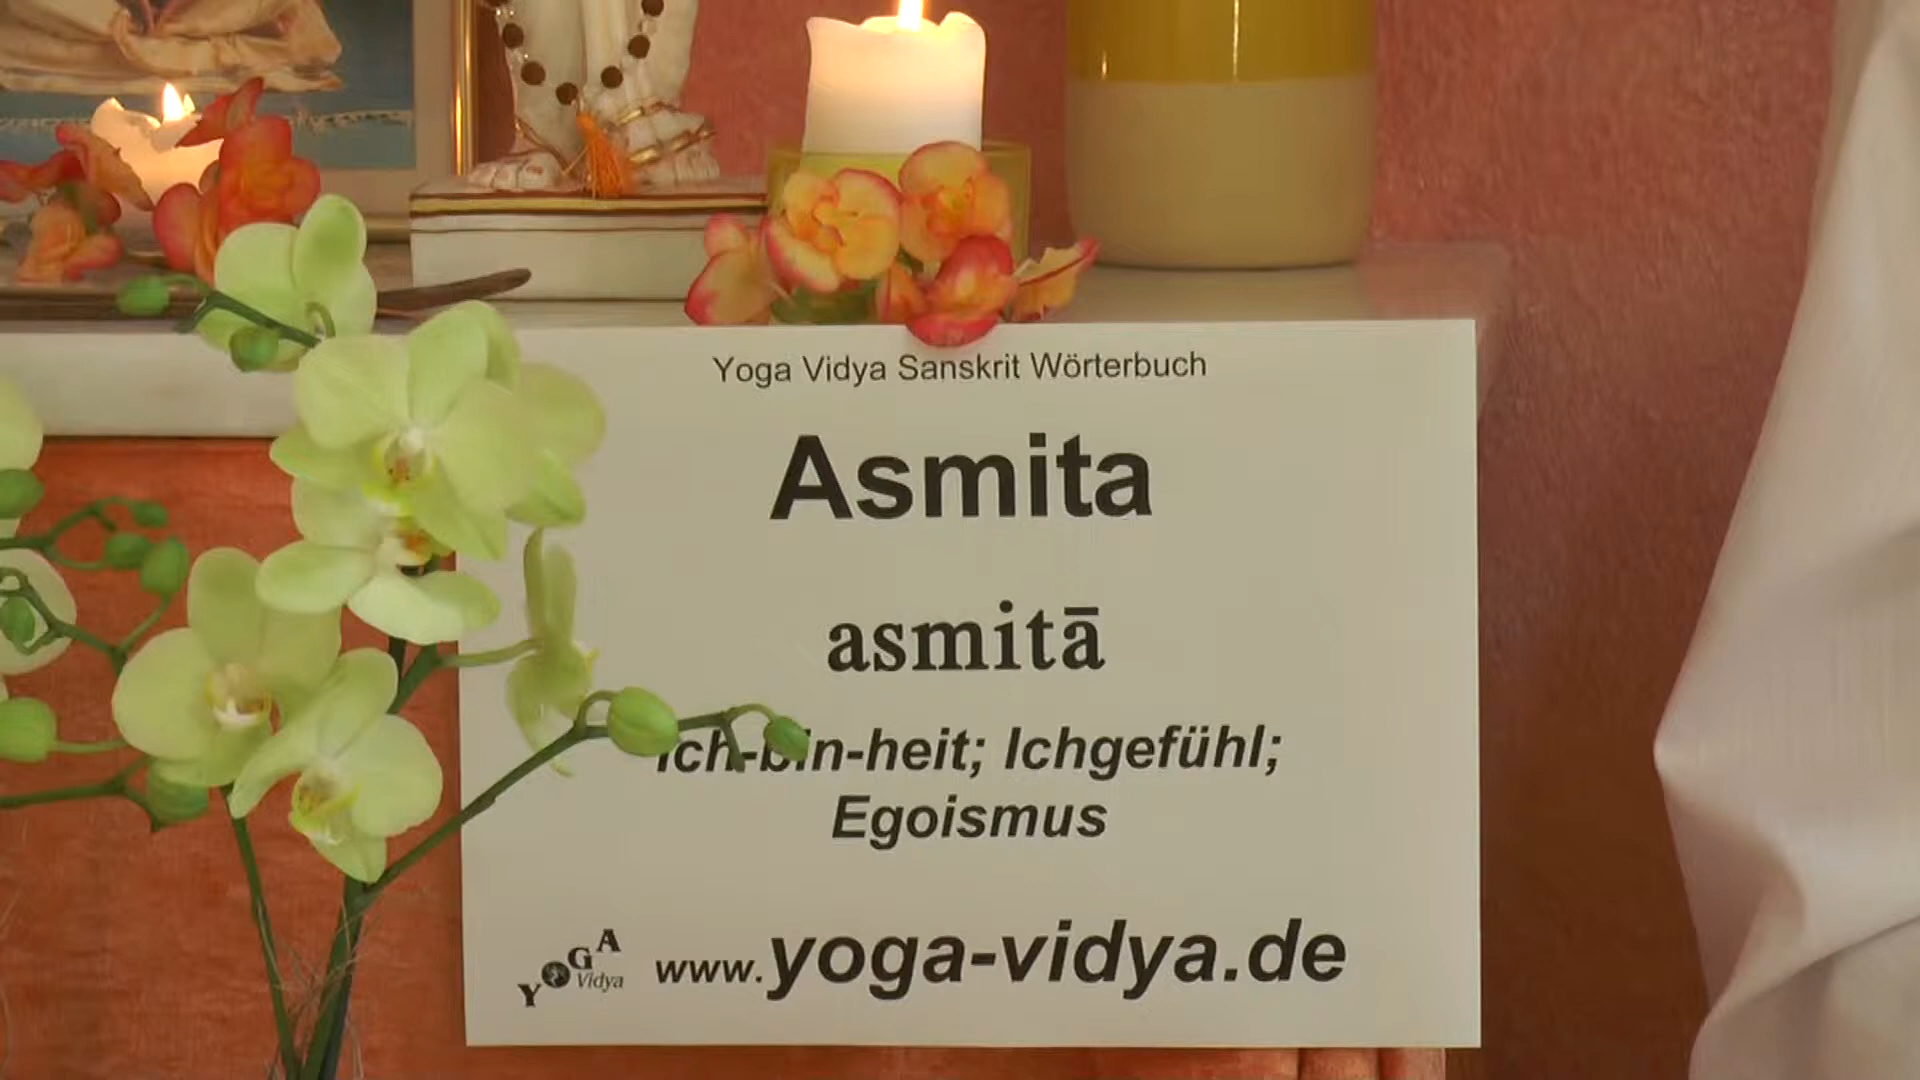 Yoga Vidya Sanskrit Wörterbuch
Asmita
asmitā
Ich-bin-heit; Ichgefühl;
Egoismus
YOGA Vidya www.yoga-vidya.de